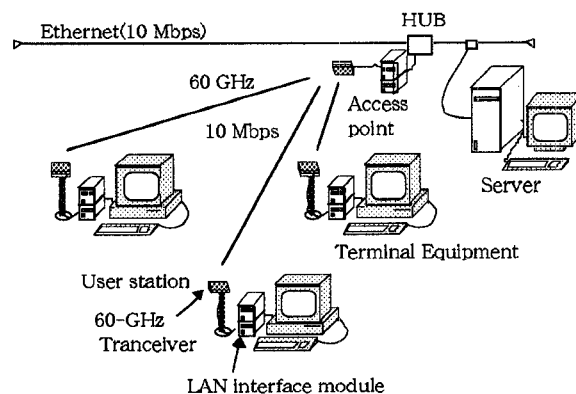 HUB
Ethernet(10 Mbps)
60 GHz
10 Mbps
Access
point
Server
Terminal Equipment
User station
60-GHz
Tranceiver
LAN interface module